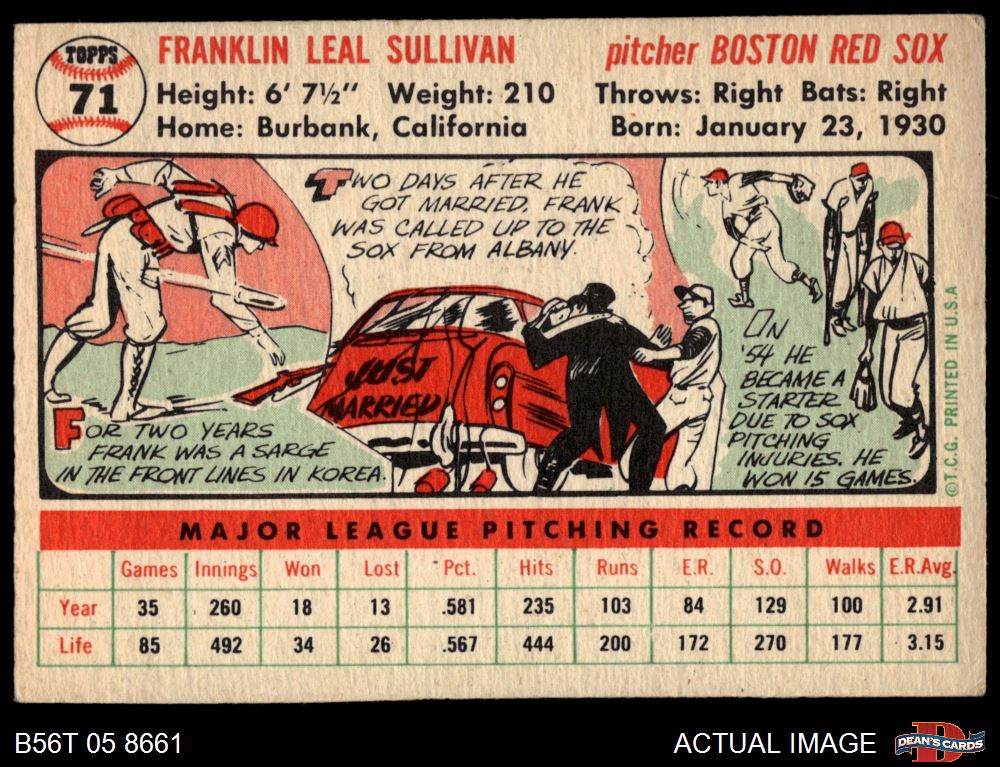 TOPPS
71
FRANKLIN LEAL SULLIVAN
pitcher BOSTON RED SOX
Height: 6' 7½" Weight: 210
Throws: Right Bats: Right
Home: Burbank, California
Born: January 23, 1930
TWO DAYS AFTER HE
GOT MARRIED, FRANK
WAS CALLED UP TO THE
SOX FROM ALBANY.
JUST
MARRIED
FOR TWO YEARS
FRANK WAS A SARGE
IN THE FRONT LINES IN KOREA.
IN
'54 HE
BECAME A
STARTER
DUE TO SOX
PITCHING
INJURIES. HE
WON 15 GAMES.
©T.C.G. PRINTED IN U.S.A
MAJOR LEAGUE PITCHING RECORD
Games Innings Won Lost Pct. Hits Runs E.R. S.O. Walks E.R.Avg.
Year 35 260 18 13 .581 235 103 84 129 100 2.91
Life 85 492 34 26 .567 444 200 172 270 177 3.15
B56T 05 8661
ACTUAL IMAGE
D
DEAN'S CARDS